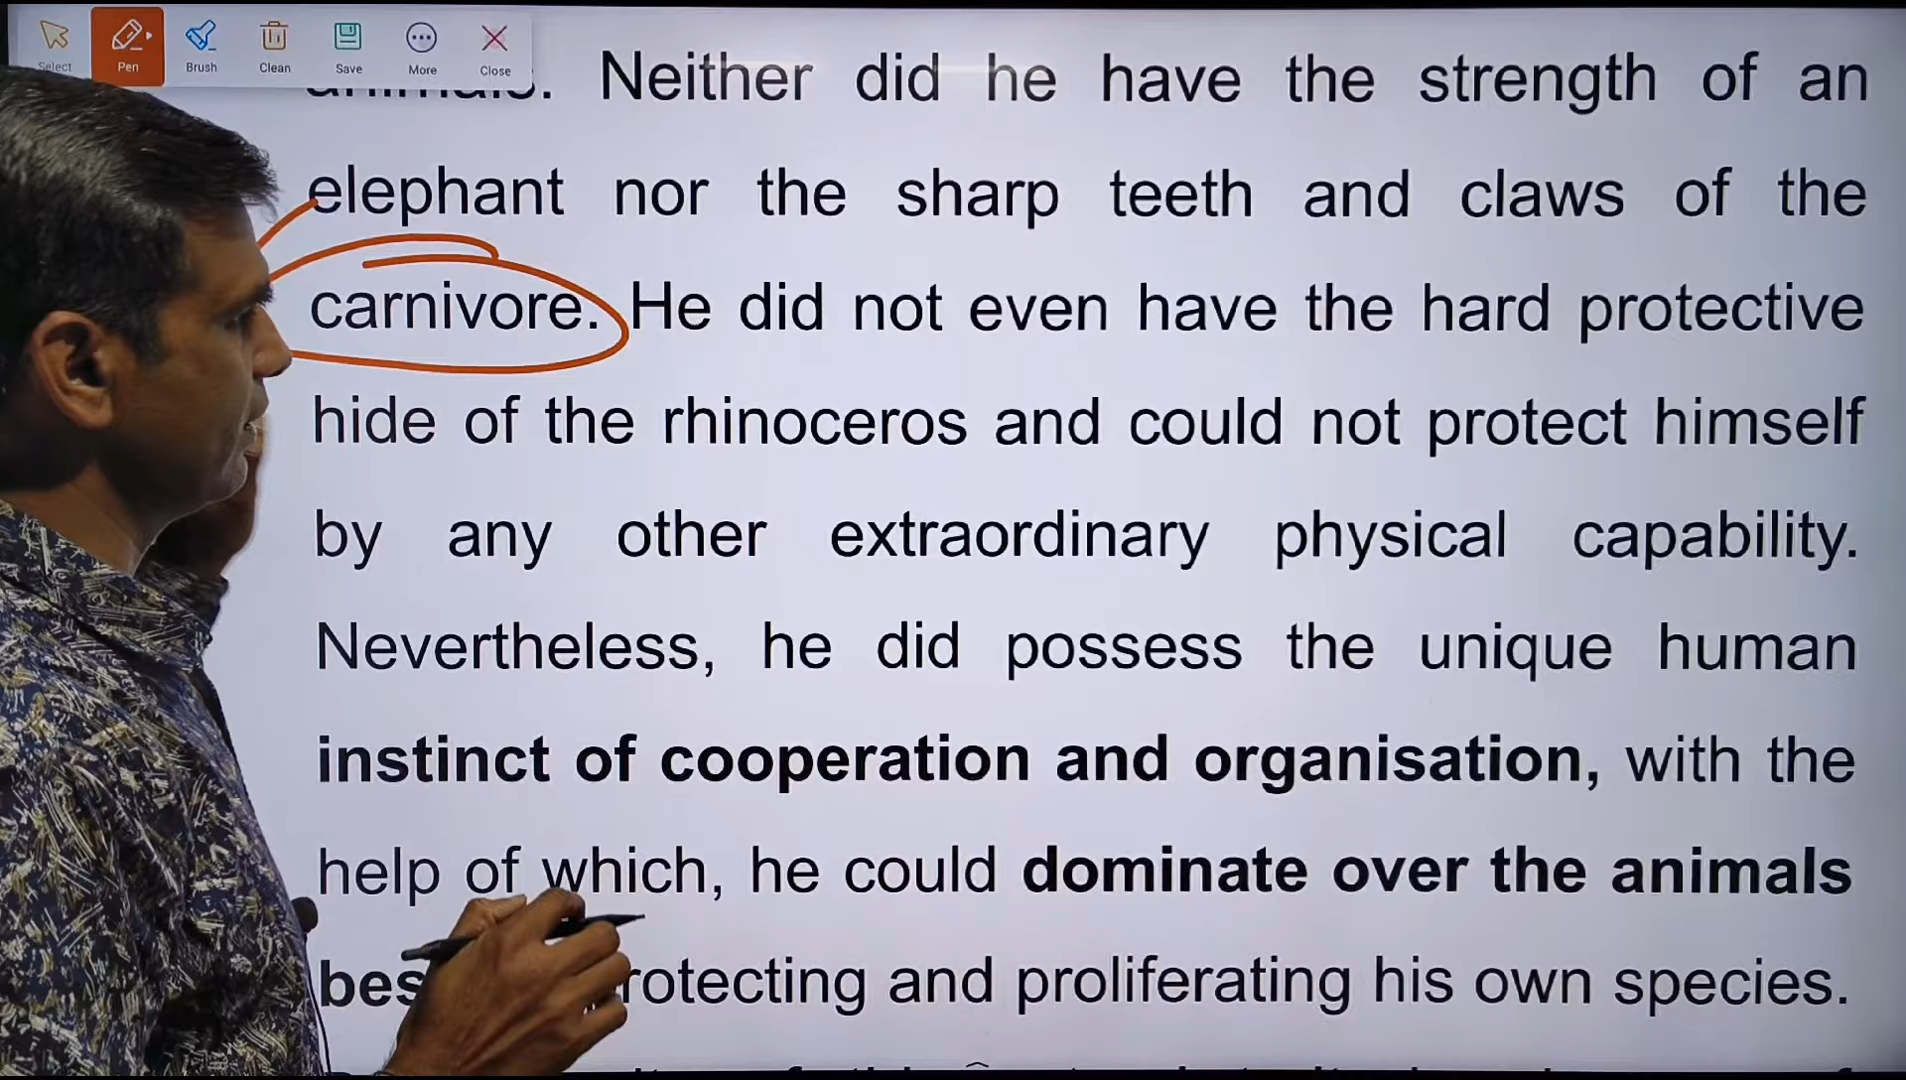 Select Pen Brush Clean Save More Close
animals. Neither did he have the strength of an
elephant nor the sharp teeth and claws of the
carnivore. He did not even have the hard protective
hide of the rhinoceros and could not protect himself
by any other extraordinary physical capability.
Nevertheless, he did possess the unique human
instinct of cooperation and organisation, with the
help of which, he could dominate over the animals
rotecting and proliferating his own species.